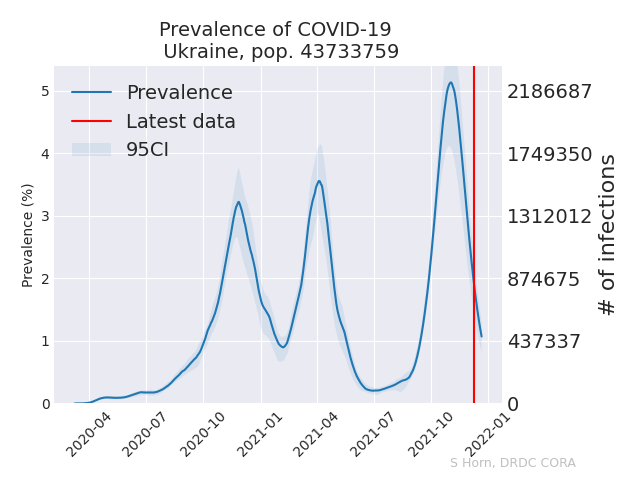 Prevalence of COVID-19
Ukraine, pop. 43733759
Prevalence
Latest data
95CI
Prevalence (%)
5
4
3
2
1
0
2186687
1749350
1312012
874675
437337
0
# of infections
2020-04
2020-07
2020-10
2021-01
2021-04
2021-07
2021-10
2022-01
S Horn, DRDC CORA